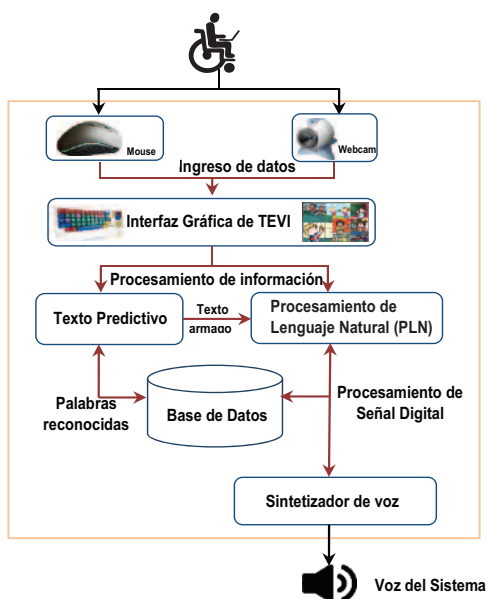 Mouse
Webcam
Ingreso de datos
Interfaz Gráfica de TEVI
Procesamiento de información
Texto Predictivo
Texto
armago
Procesamiento de
Lenguaje Natural (PLN)
Palabras
reconocidas
Base de Datos
Procesamiento de
Señal Digital
Sintetizador de voz
Voz del Sistema